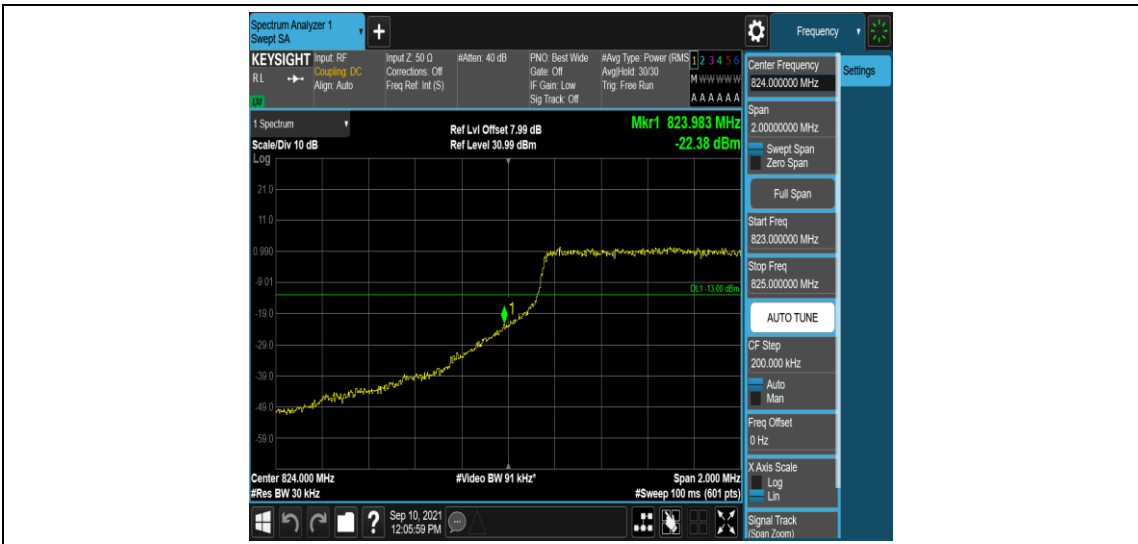 Spectrum Analyzer 1
Swept SA
+
Frequency
KEYSIGHT
RL
LXI
Input: RF
Coupling: DC
Align: Auto
Input Z: 50 Ω
Corrections: Off
Freq Ref: Int (S)
#Atten: 40 dB
PNO: Best Wide
Gate: Off
IF Gain: Low
Sig Track: Off
#Avg Type: Power (RMS
Avg|Hold: 30/30
Trig: Free Run
1 2 3 4 5 6
M W W W W W
A A A A A A
1 Spectrum
Scale/Div 10 dB
Log
Ref Lvl Offset 7.99 dB
Ref Level 30.99 dBm
Mkr1 823.983 MHz
-22.38 dBm
21.0
11.0
0.990
-9.01
DL1 -13.00 dBm
1
-19.0
-29.0
-39.0
-49.0
-59.0
Center 824.000 MHz
#Res BW 30 kHz
#Video BW 91 kHz*
Span 2.000 MHz
#Sweep 100 ms (601 pts)
?
Sep 10, 2021
12:05:59 PM
Center Frequency
824.000000 MHz
Settings
Span
2.00000000 MHz
Swept Span
Zero Span
Full Span
Start Freq
823.000000 MHz
Stop Freq
825.000000 MHz
AUTO TUNE
CF Step
200.000 kHz
Auto
Man
Freq Offset
0 Hz
X Axis Scale
Log
Lin
Signal Track
(Span Zoom)